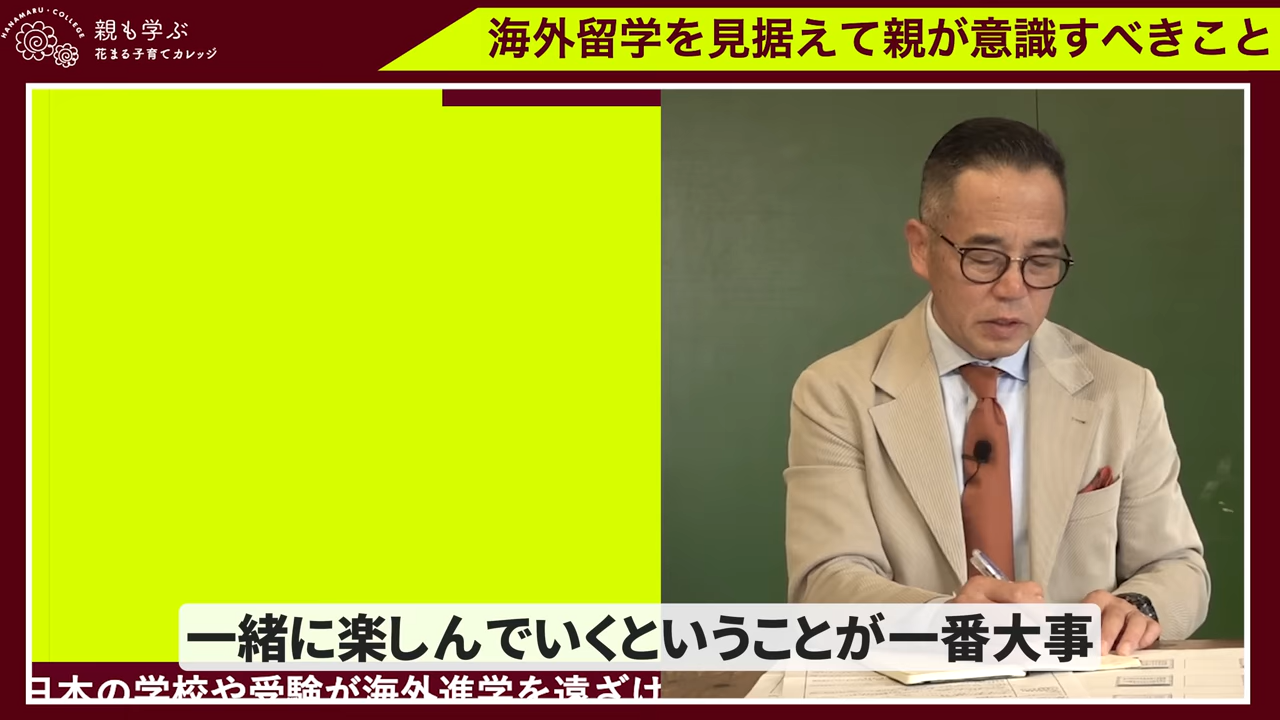 HANAMARU・COLLEGE
親も学ぶ
花まる子育てカレッジ
海外留学を見据えて親が意識すべきこと
一緒に楽しんでいくということが一番大事
日本の学校や受験が海外進学を遠ざけ